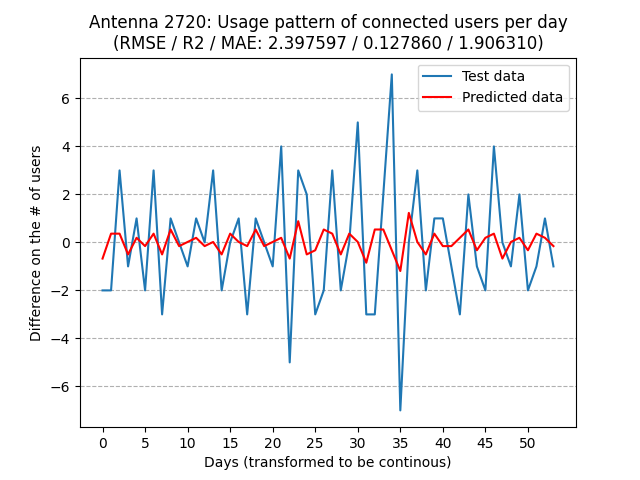 Antenna 2720: Usage pattern of connected users per day
(RMSE / R2 / MAE: 2.397597 / 0.127860 / 1.906310)
Test data
Predicted data
Difference on the # of users
6
4
2
0
−2
−4
−6
0 5 10 15 20 25 30 35 40 45 50
Days (transformed to be continous)